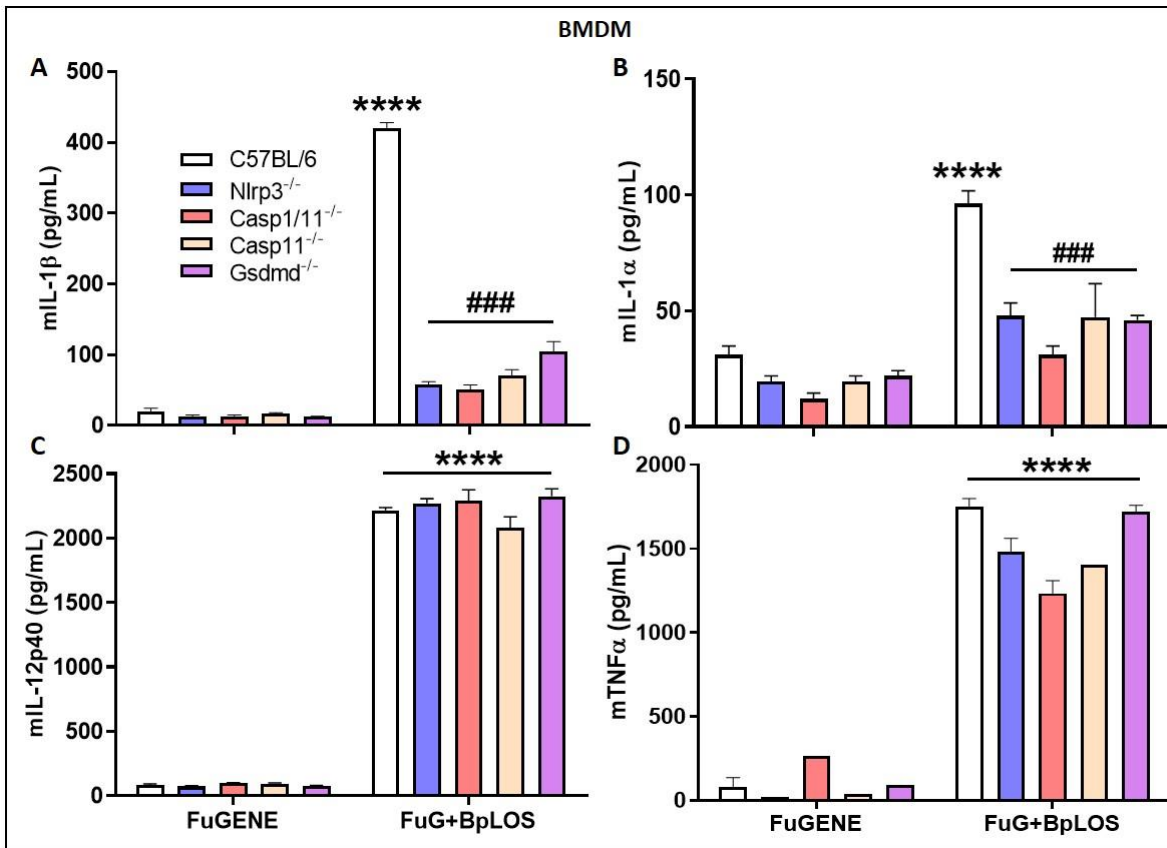 BMDM
A
mIL-1β (pg/mL)
500
400
300
200
100
0
****
###
C57BL/6
Nlrp3-/-
Casp1/11-/-
Casp11-/-
Gsdmd-/-
B
mIL-1α (pg/mL)
150
100
50
0
****
###
C
mIL-12p40 (pg/mL)
2500
2000
1500
1000
500
0
****
FuGENE
FuG+BpLOS
D
mTNFα (pg/mL)
2000
1500
1000
500
0
****
FuGENE
FuG+BpLOS